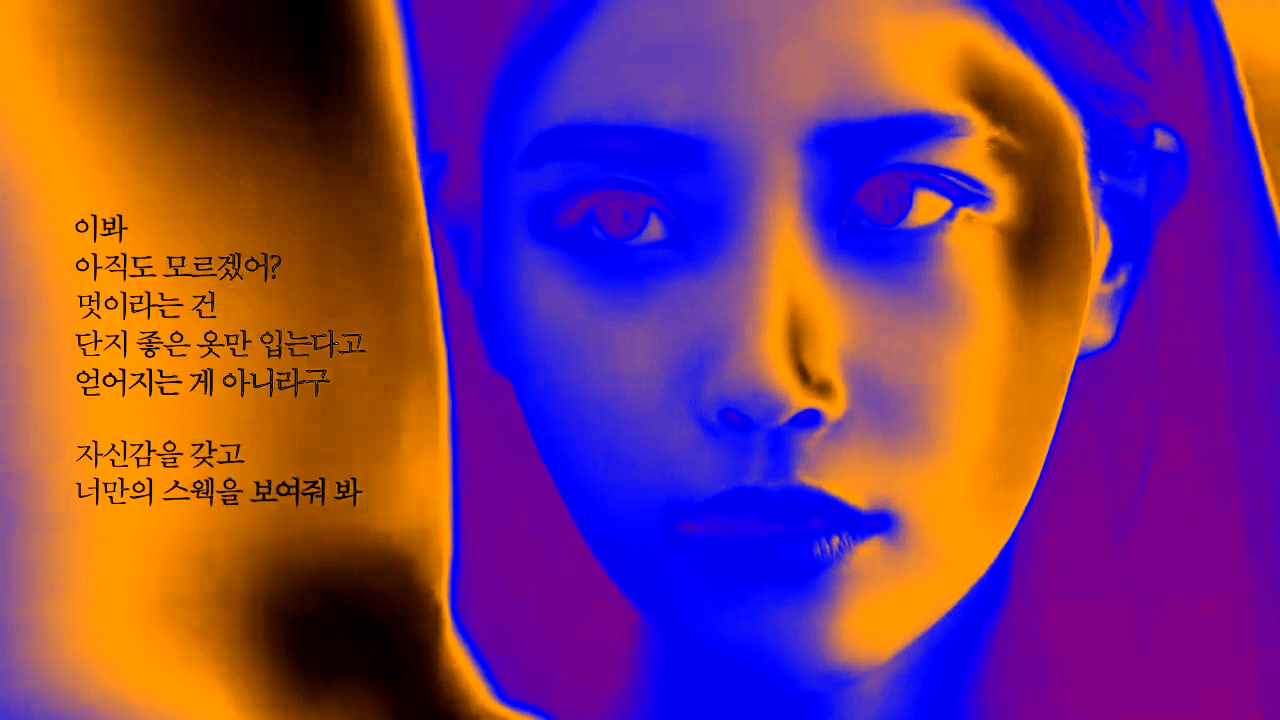 이봐
아직도 모르겠어?
멋이라는 건
단지 좋은 옷만 입는다고
얻어지는 게 아니라구
자신감을 갖고
너만의 스웩을 보여줘 봐